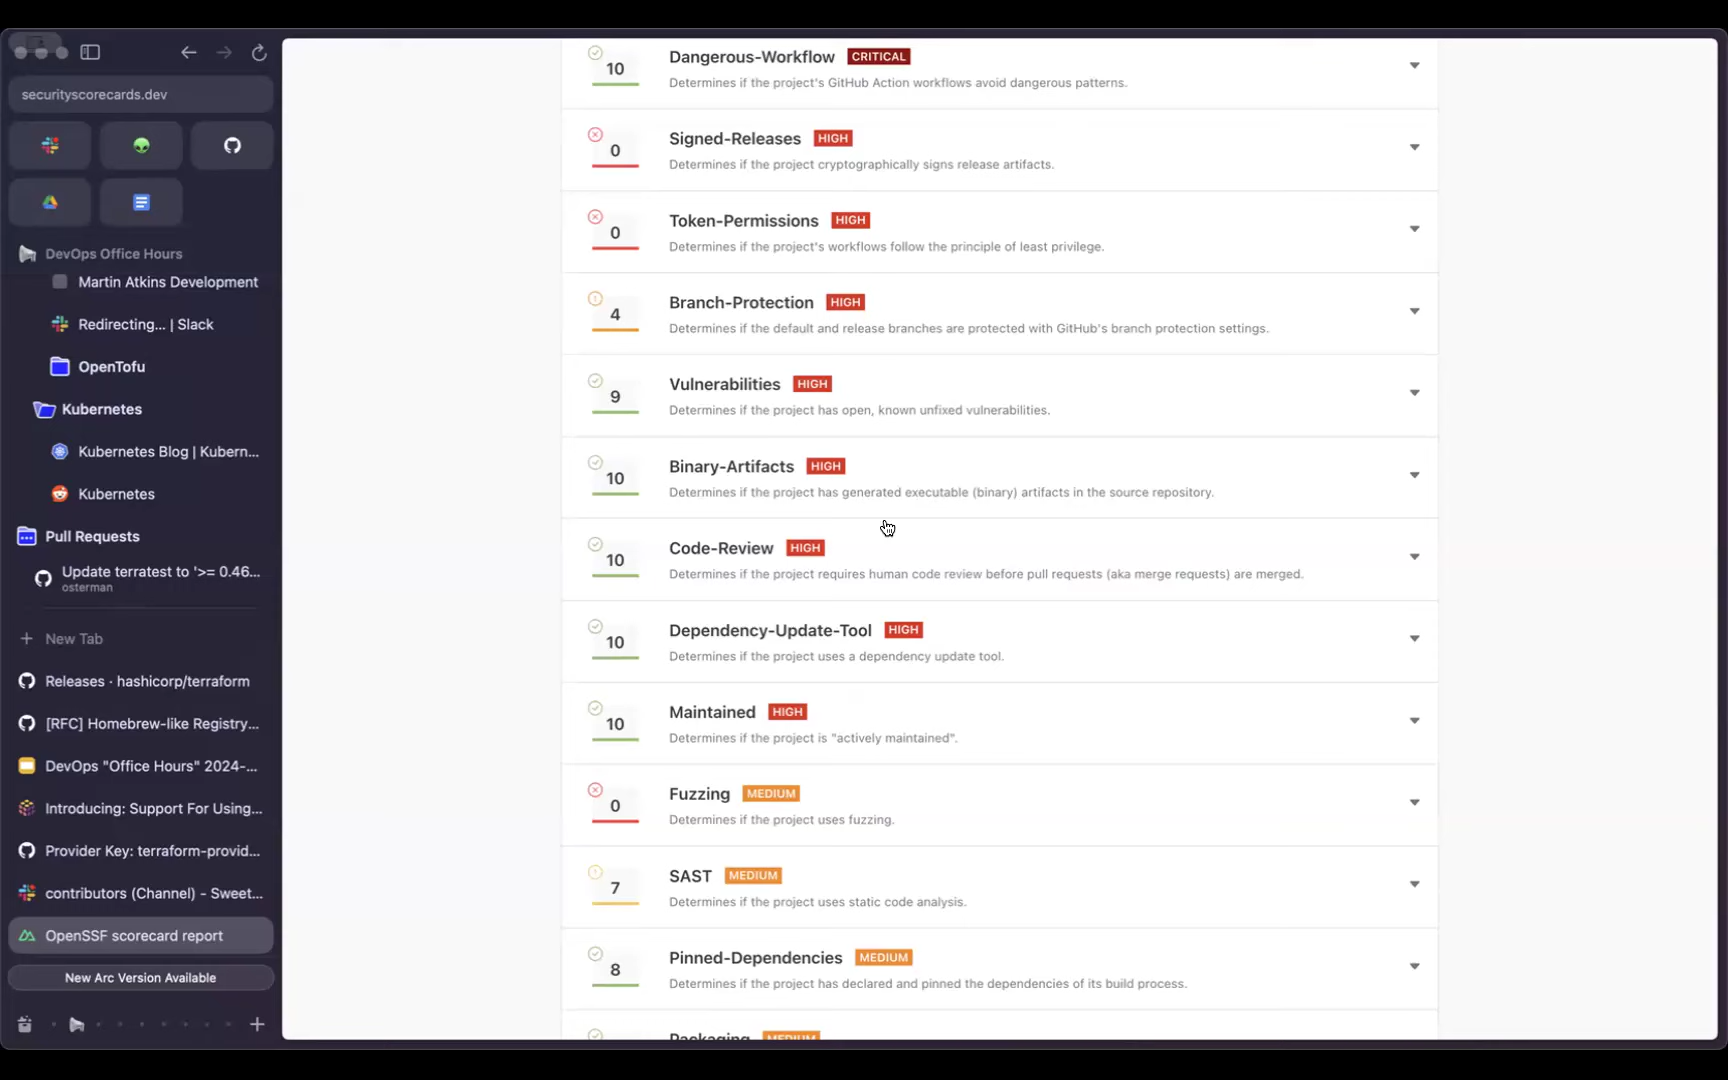 securityscorecards.dev
DevOps Office Hours
Martin Atkins Development
Redirecting... | Slack
OpenTofu
Kubernetes
Kubernetes Blog | Kubern...
Kubernetes
Pull Requests
Update terratest to '>= 0.46...
osterman
New Tab
Releases · hashicorp/terraform
[RFC] Homebrew-like Registry...
DevOps "Office Hours" 2024-...
Introducing: Support For Using...
Provider Key: terraform-provid...
contributors (Channel) - Sweet...
OpenSSF scorecard report
New Arc Version Available
10
Dangerous-Workflow CRITICAL
Determines if the project's GitHub Action workflows avoid dangerous patterns.
0
Signed-Releases HIGH
Determines if the project cryptographically signs release artifacts.
0
Token-Permissions HIGH
Determines if the project's workflows follow the principle of least privilege.
4
Branch-Protection HIGH
Determines if the default and release branches are protected with GitHub's branch protection settings.
9
Vulnerabilities HIGH
Determines if the project has open, known unfixed vulnerabilities.
10
Binary-Artifacts HIGH
Determines if the project has generated executable (binary) artifacts in the source repository.
10
Code-Review HIGH
Determines if the project requires human code review before pull requests (aka merge requests) are merged.
10
Dependency-Update-Tool HIGH
Determines if the project uses a dependency update tool.
10
Maintained HIGH
Determines if the project is "actively maintained".
0
Fuzzing MEDIUM
Determines if the project uses fuzzing.
7
SAST MEDIUM
Determines if the project uses static code analysis.
8
Pinned-Dependencies MEDIUM
Determines if the project has declared and pinned the dependencies of its build process.
Packaging MEDIUM